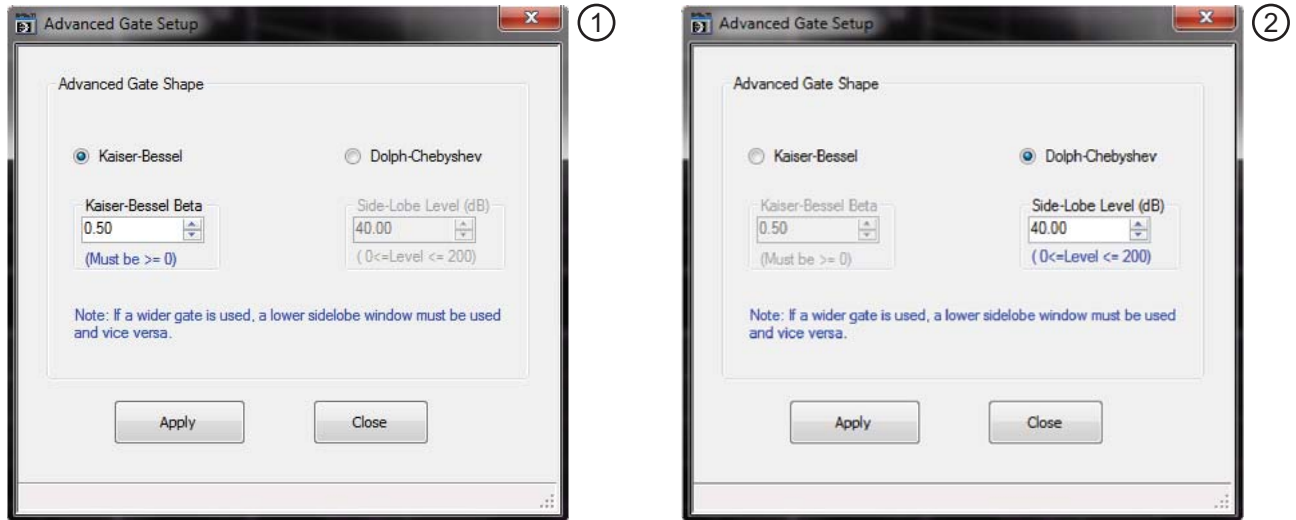 Advanced Gate Setup
1
Advanced Gate Shape
Kaiser-Bessel
Dolph-Chebyshev
Kaiser-Bessel Beta
0.50
(Must be >= 0)
Side-Lobe Level (dB)
40.00
( 0<=Level <= 200)
Note: If a wider gate is used, a lower sidelobe window must be used
and vice versa.
Apply
Close
Advanced Gate Setup
2
Advanced Gate Shape
Kaiser-Bessel
Dolph-Chebyshev
Kaiser-Bessel Beta
0.50
(Must be >= 0)
Side-Lobe Level (dB)
40.00
( 0<=Level <= 200)
Note: If a wider gate is used, a lower sidelobe window must be used
and vice versa.
Apply
Close